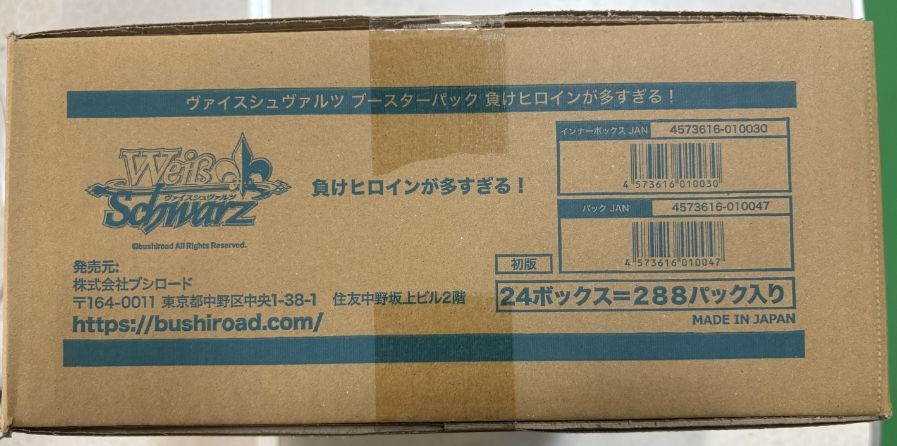 ヴァイスシュヴァルツ ブースターパック 負けヒロインが多すぎる！
Weiß
ヴァイスシュヴァルツ
Schwarz
©bushiroad All Rights Reserved.
負けヒロインが多すぎる！
インナーボックス JAN 4573616-010030
4 573616 010030
パック JAN 4573616-010047
4 573616 010047
発売元:
株式会社ブシロード
〒164-0011 東京都中野区中央1-38-1 住友中野坂上ビル2階
https://bushiroad.com/
初版
24ボックス＝288パック入り
MADE IN JAPAN